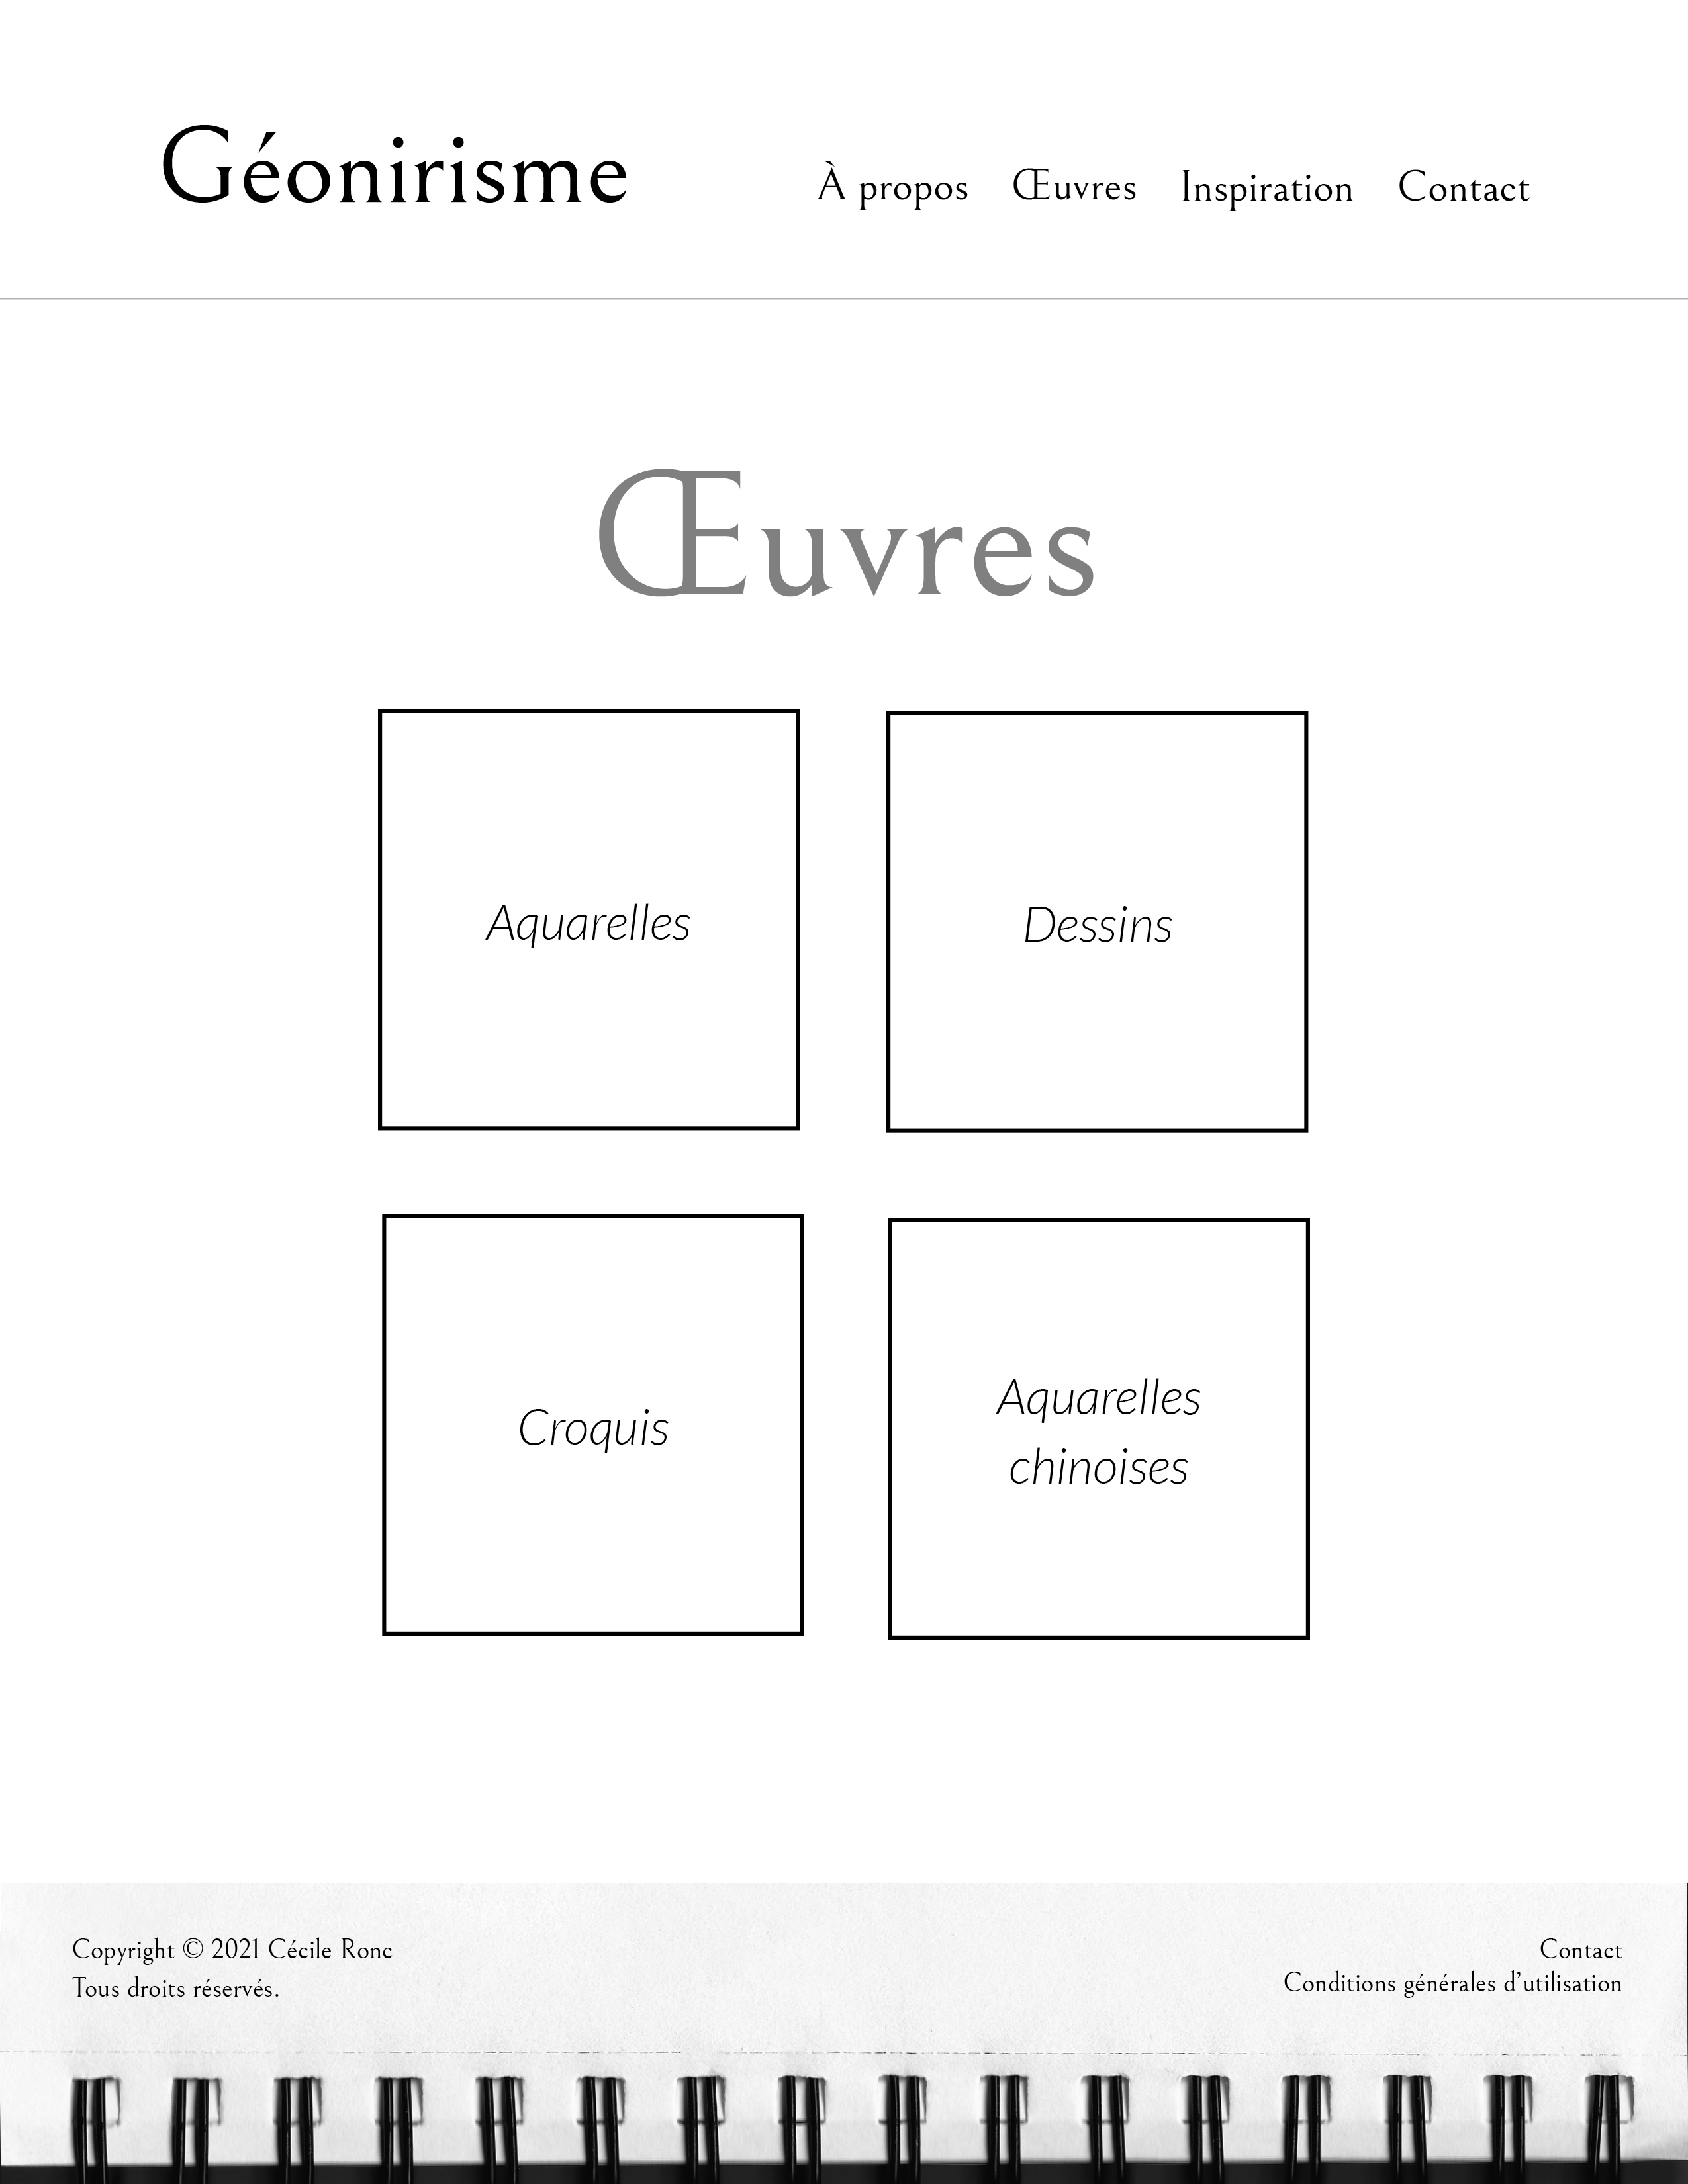 Géonirisme
À propos Œuvres Inspiration Contact
Œuvres
Aquarelles
Dessins
Croquis
Aquarelles
chinoises
Copyright © 2021 Cécile Ronc
Tous droits réservés.
Contact
Conditions générales d’utilisation